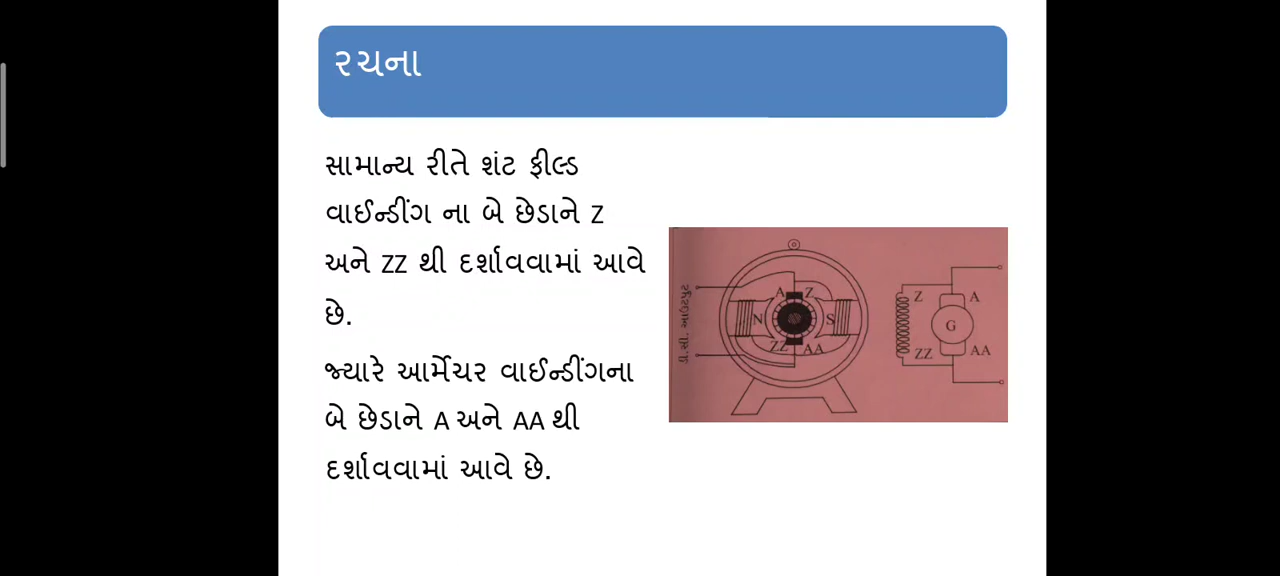 રચના
સામાન્ય રીતે શંટ ફીલ્ડ
વાઈન્ડીંગ ના બે છેડાને Z
અને ZZ થી દર્શાવવામાં આવે
છે.
જ્યારે આર્મેચર વાઈન્ડીંગના
બે છેડાને A અને AA થી
દર્શાવવામાં આવે છે.
ડી.સી. આઉટપુટ
A Z
N S
ZZ AA
Z A
G
ZZ AA